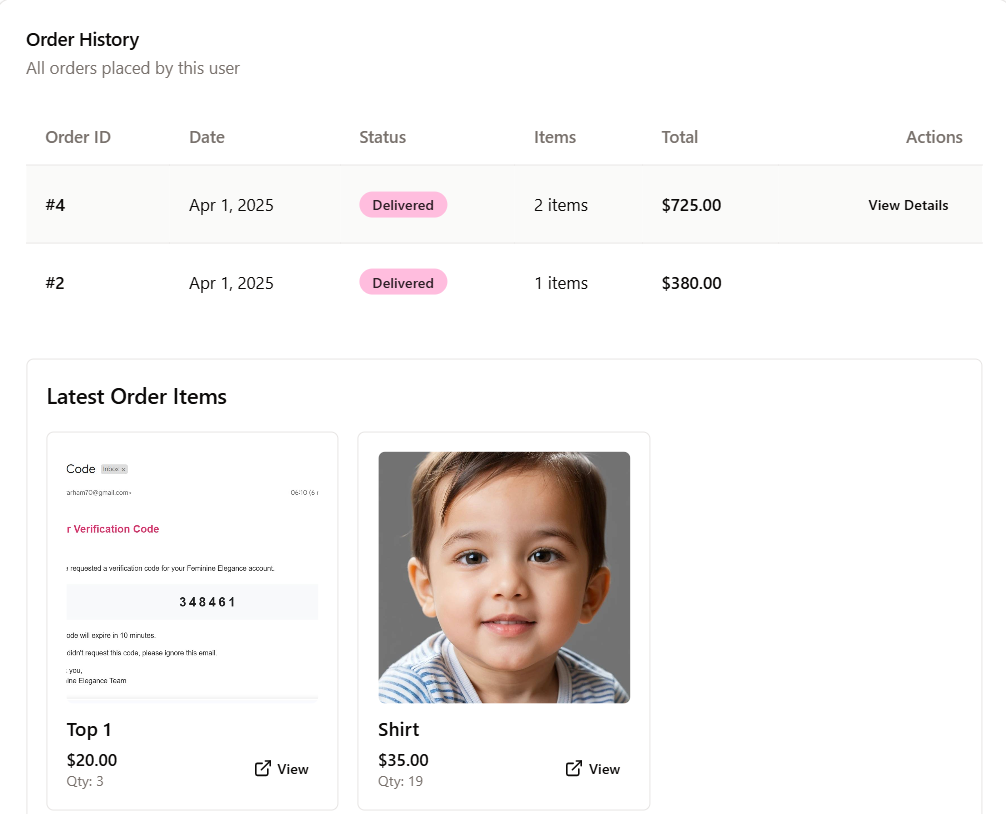 Order History
All orders placed by this user
Order ID Date Status Items Total Actions
#4 Apr 1, 2025 Delivered 2 items $725.00 View Details
#2 Apr 1, 2025 Delivered 1 items $380.00
Latest Order Items
Code Inbox x
arham70@gmail.com>
06:10 (6
r Verification Code
requested a verification code for your Feminine Elegance account.
348461
ode will expire in 10 minutes.
didn't request this code, please ignore this email.
you,
ine Elegance Team
Top 1
$20.00
Qty: 3
View
Shirt
$35.00
Qty: 19
View